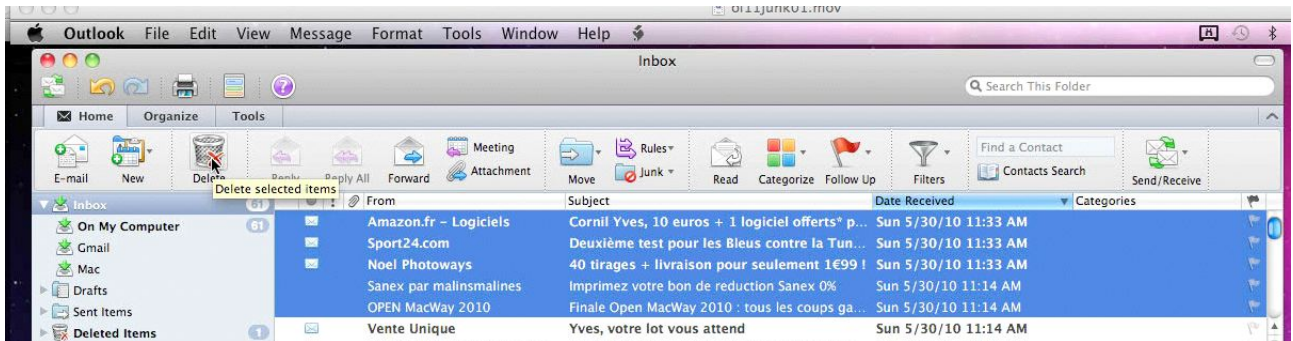 ol11junk01.mov
Outlook File Edit View Message Format Tools Window Help
Inbox
Search This Folder
Home Organize Tools
Meeting Rules Find a Contact
Attachment Junk Contacts Search
E-mail New Delete Reply Reply All Forward Move Read Categorize Follow Up Filters Send/Receive
Delete selected items
Inbox 61 ! From Subject Date Received Categories
On My Computer 61 Amazon.fr – Logiciels Cornil Yves, 10 euros + 1 logiciel offerts* p... Sun 5/30/10 11:33 AM
Gmail Sport24.com Deuxième test pour les Bleus contre la Tun... Sun 5/30/10 11:33 AM
Mac Noel Photoways 40 tirages + livraison pour seulement 1€99 ! Sun 5/30/10 11:33 AM
Drafts Sanex par malinsmalines Imprimez votre bon de reduction Sanex 0% Sun 5/30/10 11:14 AM
Sent Items OPEN MacWay 2010 Finale Open MacWay 2010 : tous les coups ga... Sun 5/30/10 11:14 AM
Deleted Items 1 Vente Unique Yves, votre lot vous attend Sun 5/30/10 11:14 AM